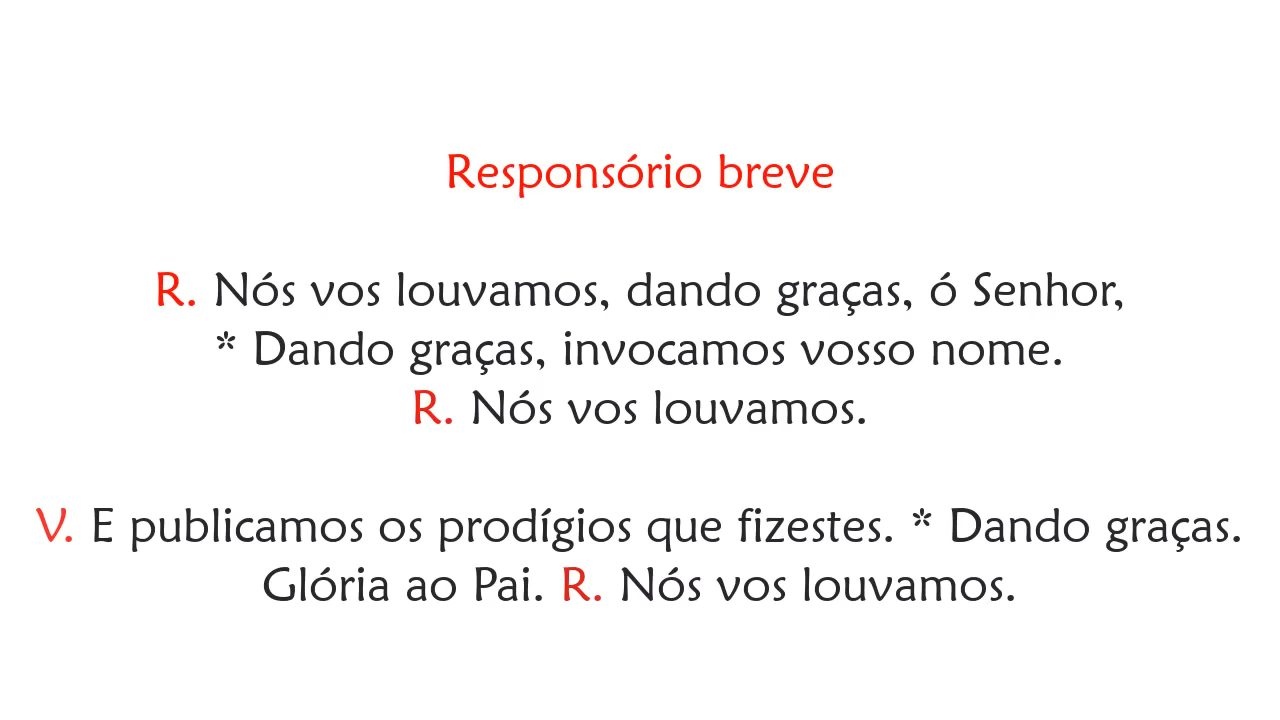 Responsório breve
R. Nós vos louvamos, dando graças, ó Senhor,
* Dando graças, invocamos vosso nome.
R. Nós vos louvamos.
V. E publicamos os prodígios que fizestes. * Dando graças.
Glória ao Pai. R. Nós vos louvamos.